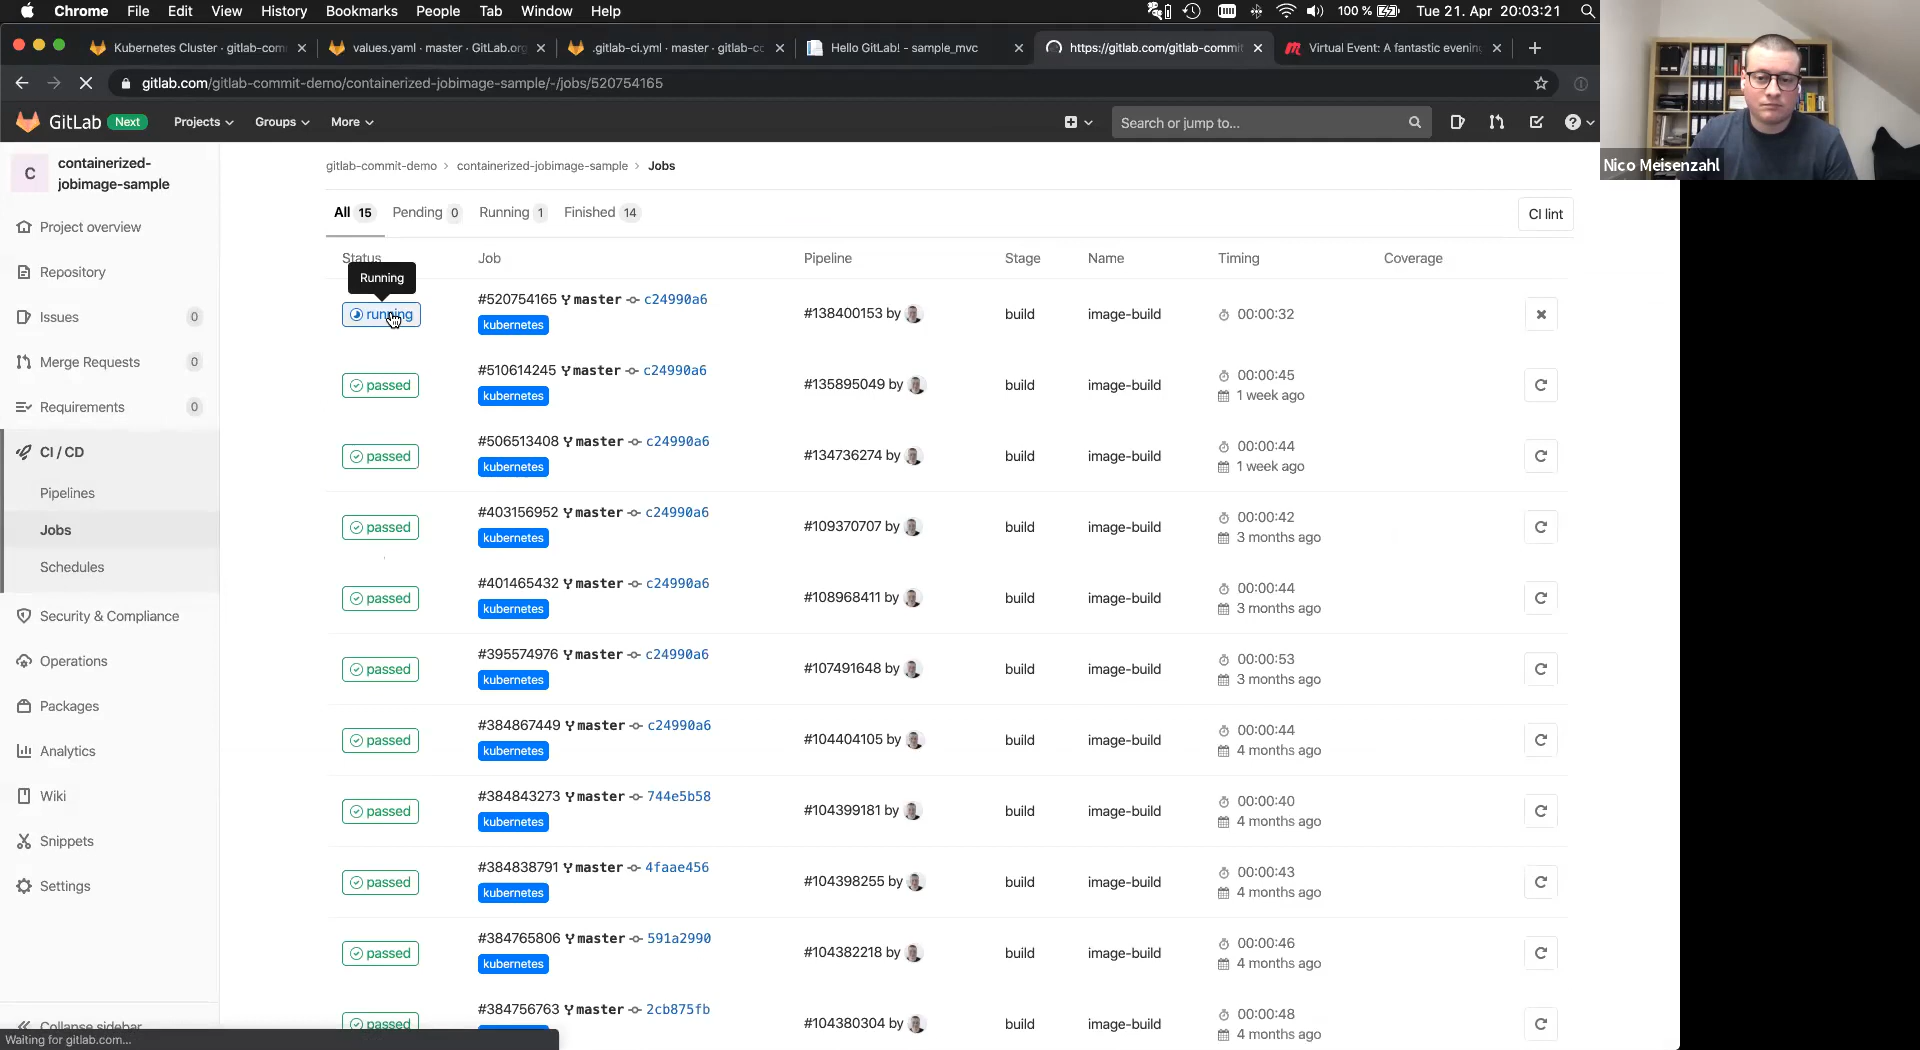 Chrome File Edit View History Bookmarks People Tab Window Help 100 % Tue 21. Apr 20:03:21
Kubernetes Cluster · gitlab-com values.yaml · master · GitLab.org .gitlab-ci.yml · master · gitlab-cc Hello GitLab! - sample_mvc https://gitlab.com/gitlab-commit Virtual Event: A fantastic evening
gitlab.com/gitlab-commit-demo/containerized-jobimage-sample/-/jobs/520754165
GitLab Next Projects Groups More Search or jump to...
Nico Meisenzahl
C containerized-jobimage-sample
Project overview
Repository
Issues 0
Merge Requests 0
Requirements 0
CI / CD
Pipelines
Jobs
Schedules
Security & Compliance
Operations
Packages
Analytics
Wiki
Snippets
Settings
Collapse sidebar
Waiting for gitlab.com...
gitlab-commit-demo › containerized-jobimage-sample › Jobs
All 15 Pending 0 Running 1 Finished 14 CI lint
Status Job Pipeline Stage Name Timing Coverage
Running
running #520754165 master c24990a6 #138400153 by build image-build 00:00:32
kubernetes
passed #510614245 master c24990a6 #135895049 by build image-build 00:00:45
kubernetes 1 week ago
passed #506513408 master c24990a6 #134736274 by build image-build 00:00:44
kubernetes 1 week ago
passed #403156952 master c24990a6 #109370707 by build image-build 00:00:42
kubernetes 3 months ago
passed #401465432 master c24990a6 #108968411 by build image-build 00:00:44
kubernetes 3 months ago
passed #395574976 master c24990a6 #107491648 by build image-build 00:00:53
kubernetes 3 months ago
passed #384867449 master c24990a6 #104404105 by build image-build 00:00:44
kubernetes 4 months ago
passed #384843273 master 744e5b58 #104399181 by build image-build 00:00:40
kubernetes 4 months ago
passed #384838791 master 4faae456 #104398255 by build image-build 00:00:43
kubernetes 4 months ago
passed #384765806 master 591a2990 #104382218 by build image-build 00:00:46
kubernetes 4 months ago
passed #384756763 master 2cb875fb #104380304 by build image-build 00:00:48
4 months ago